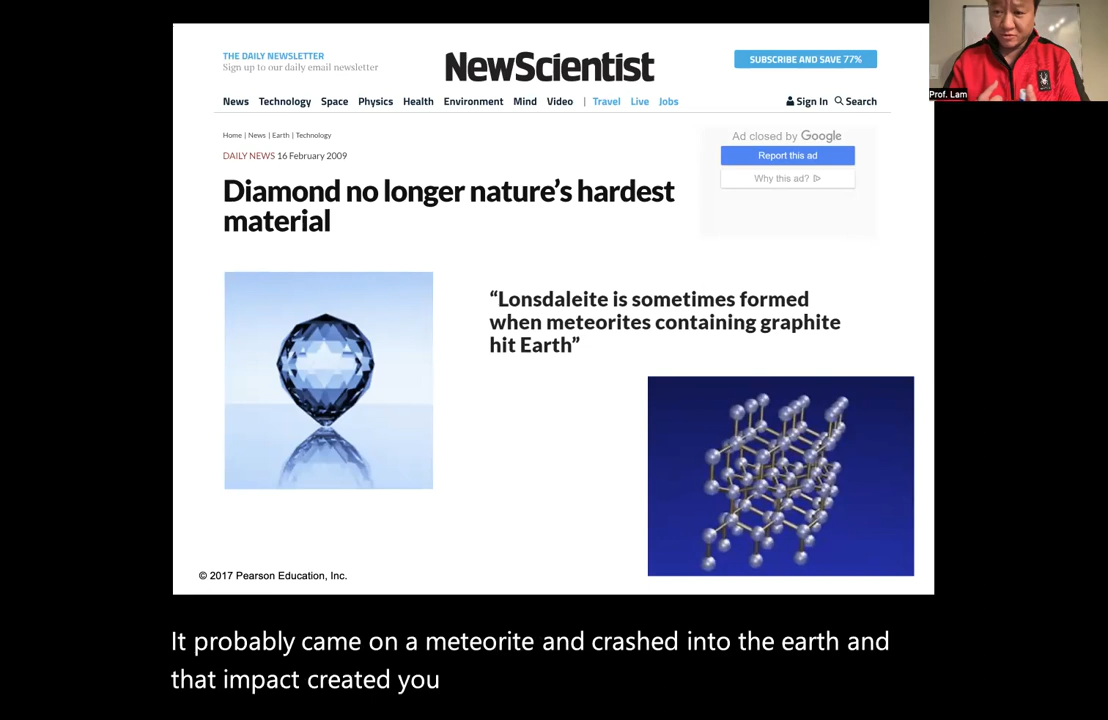 THE DAILY NEWSLETTER
Sign up to our daily email newsletter
NewScientist
SUBSCRIBE AND SAVE 77%
News Technology Space Physics Health Environment Mind Video | Travel Live Jobs Sign In Search
Home | News | Earth | Technology
DAILY NEWS 16 February 2009
Diamond no longer nature's hardest
material
Ad closed by Google
Report this ad
Why this ad?
“Lonsdaleite is sometimes formed
when meteorites containing graphite
hit Earth”
© 2017 Pearson Education, Inc.
Prof. Lam
It probably came on a meteorite and crashed into the earth and
that impact created you